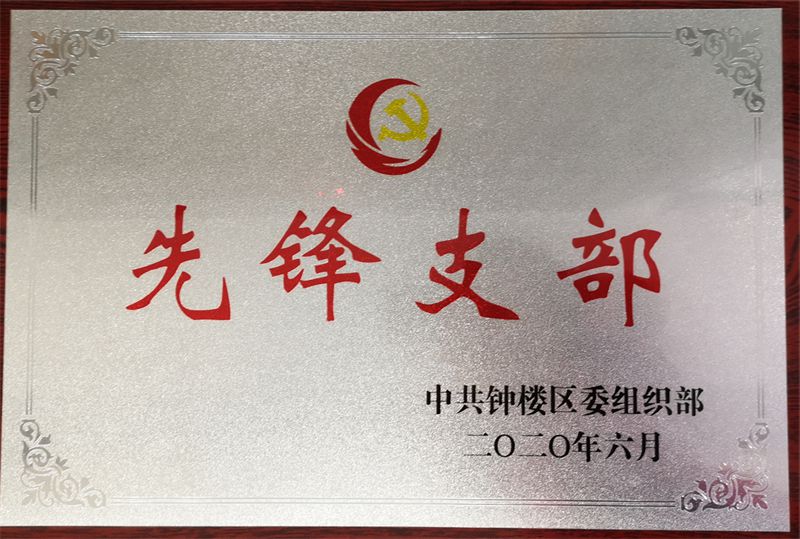 先锋支部
中共钟楼区委组织部
二〇二〇年六月